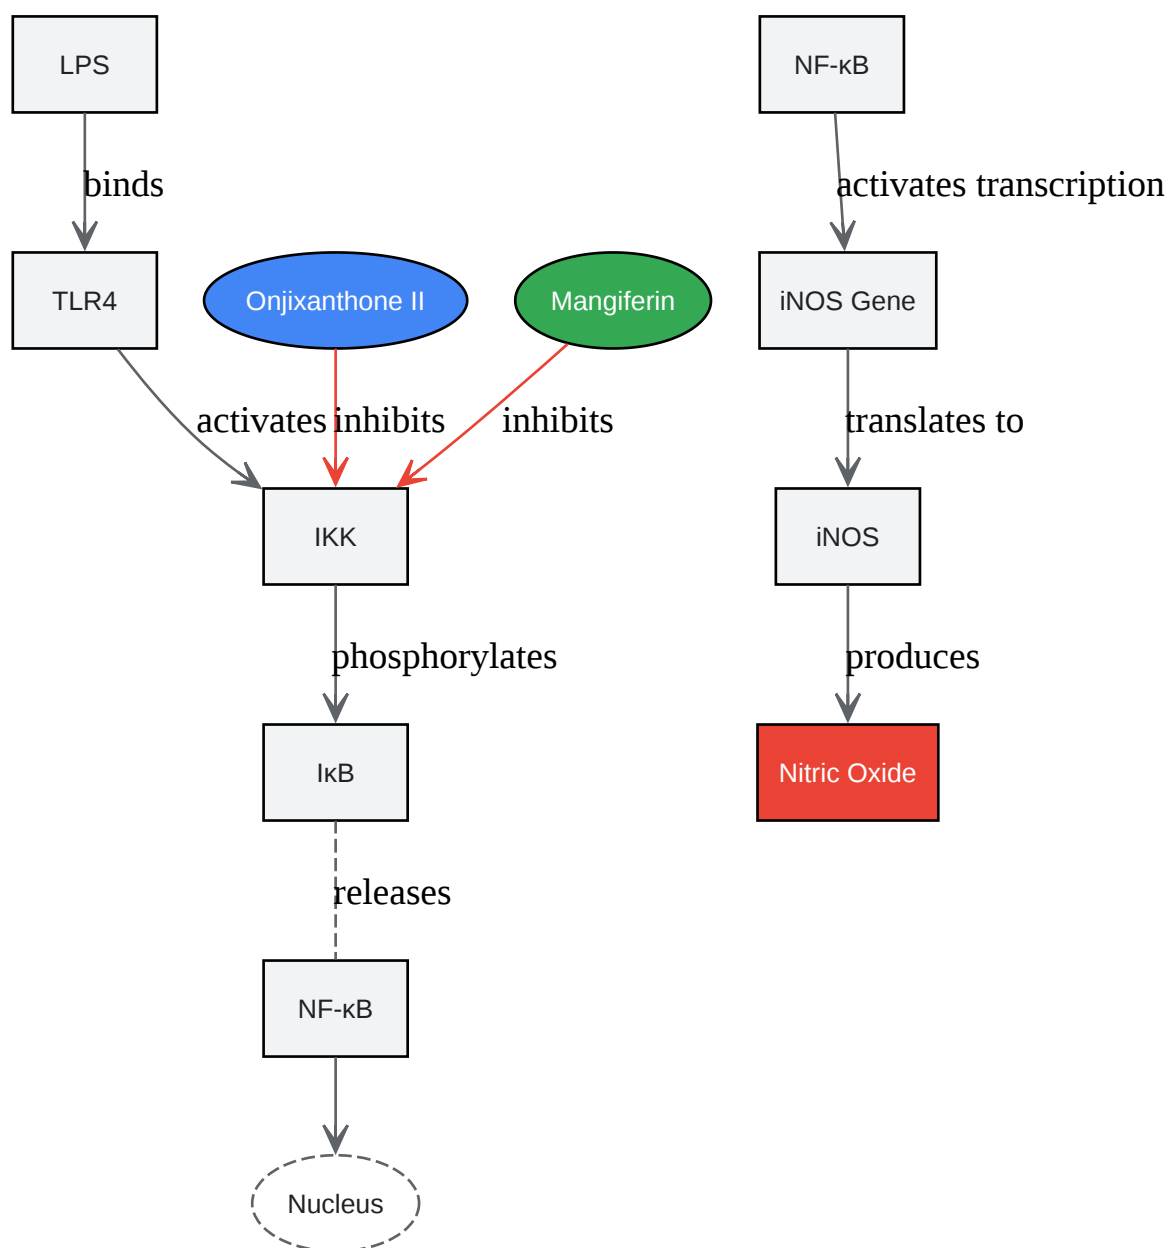 LPS
NF-κB
binds
activates transcription
TLR4
Onjixanthone II
Mangiferin
iNOS Gene
activates
inhibits
inhibits
translates to
IKK
iNOS
phosphorylates
produces
IκB
Nitric Oxide
releases
NF-κB
Nucleus